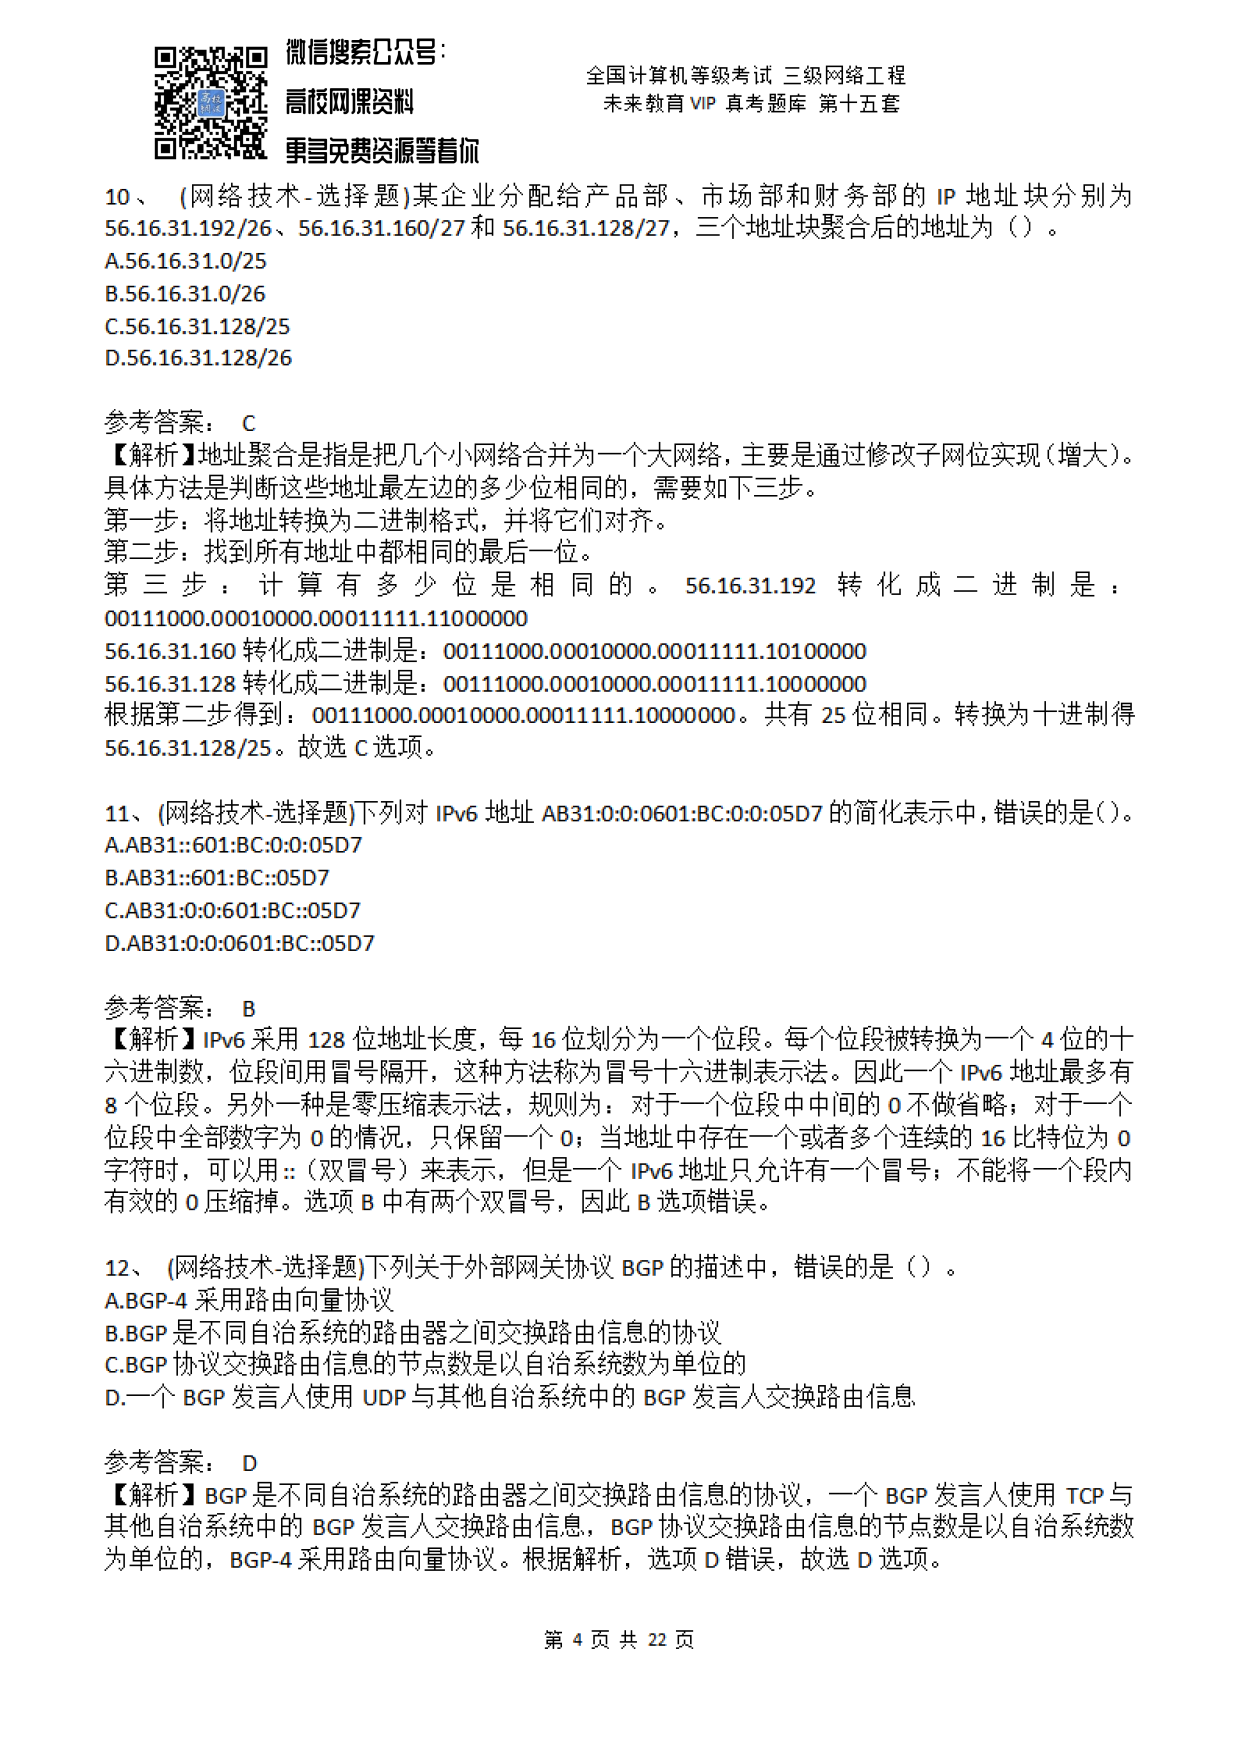 微信搜索公众号：
高校网课资料
更多免费资源等着你
全国计算机等级考试 三级网络工程
未来教育 VIP 真考题库 第十五套
10、 (网络技术-选择题)某企业分配给产品部、市场部和财务部的 IP 地址块分别为
56.16.31.192/26、56.16.31.160/27 和 56.16.31.128/27，三个地址块聚合后的地址为（）。
A.56.16.31.0/25
B.56.16.31.0/26
C.56.16.31.128/25
D.56.16.31.128/26
参考答案： C
【解析】地址聚合是指是把几个小网络合并为一个大网络，主要是通过修改子网位实现（增大）。
具体方法是判断这些地址最左边的多少位相同的，需要如下三步。
第一步：将地址转换为二进制格式，并将它们对齐。
第二步：找到所有地址中都相同的最后一位。
第三步：计算有多少位是相同的。56.16.31.192 转化成二进制是：
00111000.00010000.00011111.11000000
56.16.31.160 转化成二进制是：00111000.00010000.00011111.10100000
56.16.31.128 转化成二进制是：00111000.00010000.00011111.10000000
根据第二步得到：00111000.00010000.00011111.10000000。共有 25 位相同。转换为十进制得
56.16.31.128/25。故选 C 选项。
11、(网络技术-选择题)下列对 IPv6 地址 AB31:0:0:0601:BC:0:0:05D7 的简化表示中，错误的是（）。
A.AB31::601:BC:0:0:05D7
B.AB31::601:BC::05D7
C.AB31:0:0:601:BC::05D7
D.AB31:0:0:0601:BC::05D7
参考答案： B
【解析】IPv6 采用 128 位地址长度，每 16 位划分为一个位段。每个位段被转换为一个 4 位的十
六进制数，位段间用冒号隔开，这种方法称为冒号十六进制表示法。因此一个 IPv6 地址最多有
8 个位段。另外一种是零压缩表示法，规则为：对于一个位段中中间的 0 不做省略；对于一个
位段中全部数字为 0 的情况，只保留一个 0；当地址中存在一个或者多个连续的 16 比特位为 0
字符时，可以用 ::（双冒号）来表示，但是一个 IPv6 地址只允许有一个冒号；不能将一个段内
有效的 0 压缩掉。选项 B 中有两个双冒号，因此 B 选项错误。
12、 (网络技术-选择题)下列关于外部网关协议 BGP 的描述中，错误的是（）。
A.BGP-4 采用路由向量协议
B.BGP 是不同自治系统的路由器之间交换路由信息的协议
C.BGP 协议交换路由信息的节点数是以自治系统数为单位的
D.一个 BGP 发言人使用 UDP 与其他自治系统中的 BGP 发言人交换路由信息
参考答案： D
【解析】BGP 是不同自治系统的路由器之间交换路由信息的协议，一个 BGP 发言人使用 TCP 与
其他自治系统中的 BGP 发言人交换路由信息，BGP 协议交换路由信息的节点数是以自治系统数
为单位的，BGP-4 采用路由向量协议。根据解析，选项 D 错误，故选 D 选项。
第 4 页 共 22 页